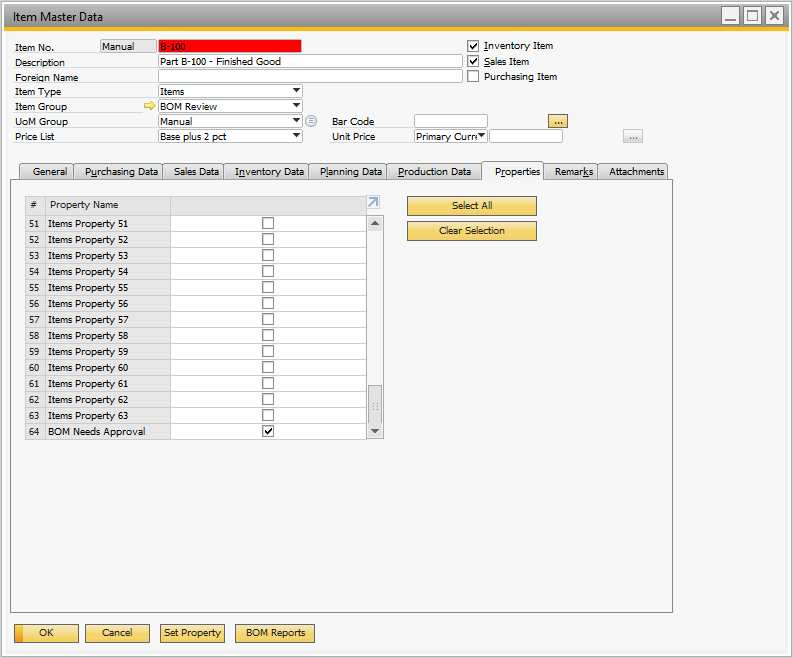 Item Master Data
Item No. Manual B-100 Inventory Item
Description Part B-100 - Finished Good Sales Item
Foreign Name Purchasing Item
Item Type Items
Item Group BOM Review
UoM Group Manual Bar Code ...
Price List Base plus 2 pct Unit Price Primary Curre ...
General Purchasing Data Sales Data Inventory Data Planning Data Production Data Properties Remarks Attachments
# Property Name Select All
51 Items Property 51
Clear Selection
52 Items Property 52
53 Items Property 53
54 Items Property 54
55 Items Property 55
56 Items Property 56
57 Items Property 57
58 Items Property 58
59 Items Property 59
60 Items Property 60
61 Items Property 61
62 Items Property 62
63 Items Property 63
64 BOM Needs Approval
OK Cancel Set Property BOM Reports